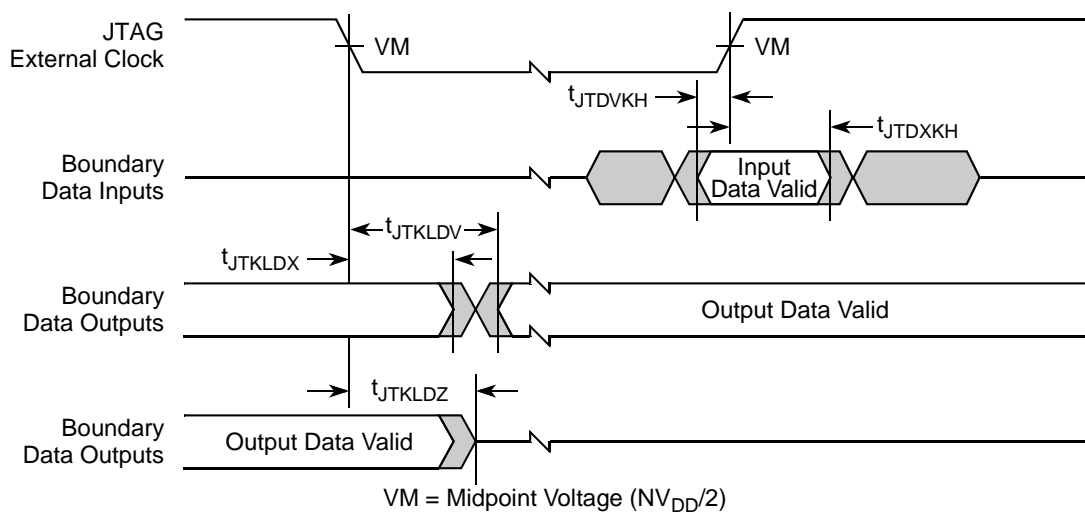 JTAG
External Clock
VM
VM
tJTDVKH
tJTDXKH
Boundary
Data Inputs
Input
Data Valid
tJTKLDV
tJTKLDX
Boundary
Data Outputs
Output Data Valid
tJTKLDZ
Boundary
Data Outputs
Output Data Valid
VM = Midpoint Voltage (NVDD/2)